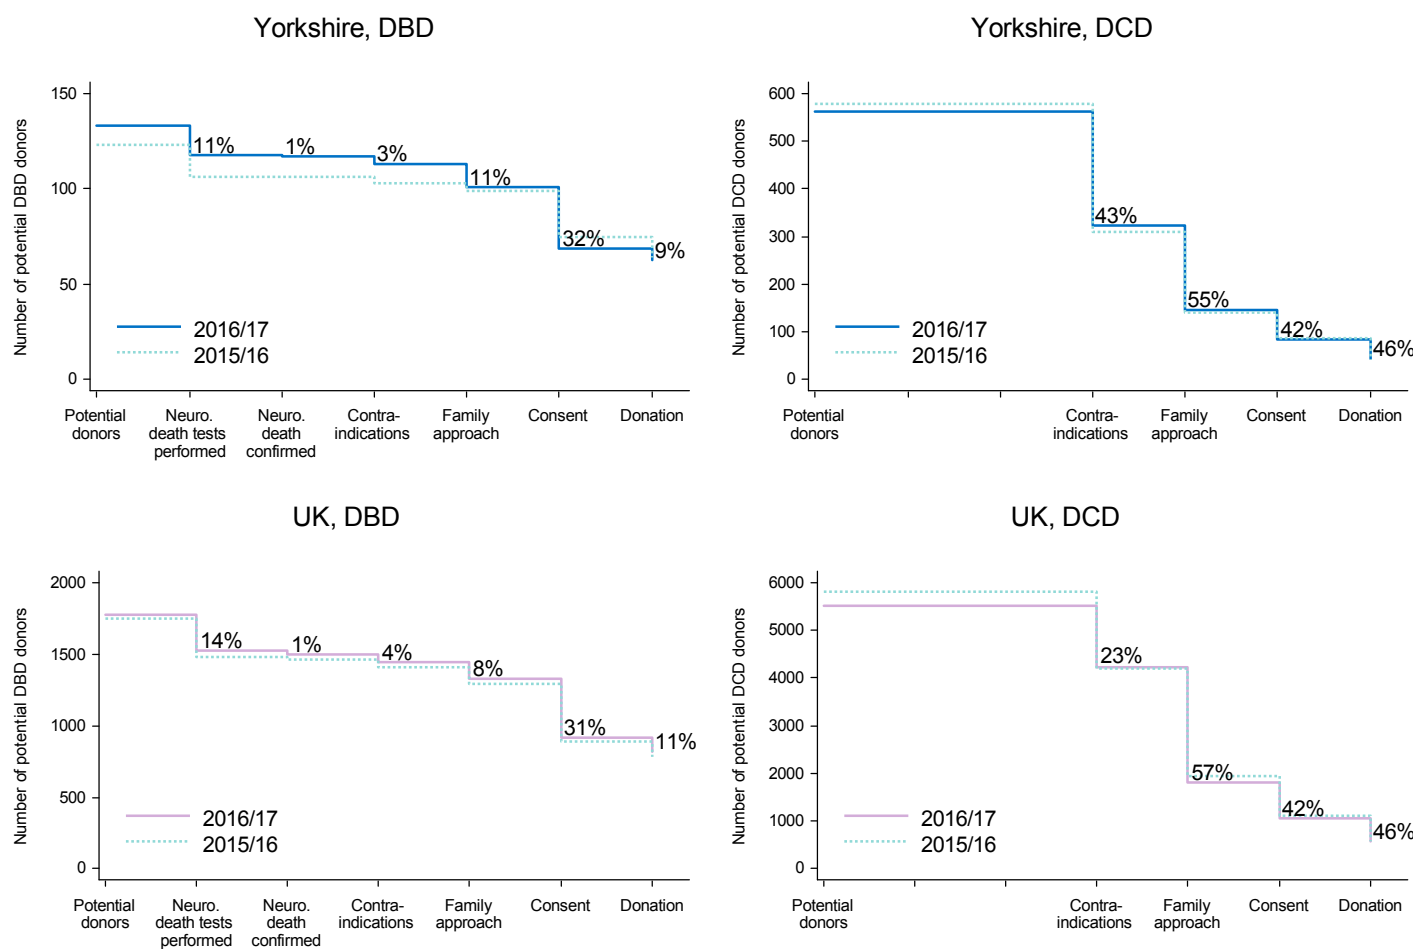 Yorkshire, DBD
Number of potential DBD donors
150
100
50
0
11%
1%
3%
11%
32%
9%
2016/17
2015/16
Potential
donors
Neuro.
death tests
performed
Neuro.
death
confirmed
Contra-
indications
Family
approach
Consent
Donation
Yorkshire, DCD
Number of potential DCD donors
600
500
400
300
200
100
0
43%
55%
42%
46%
2016/17
2015/16
Potential
donors
Contra-
indications
Family
approach
Consent
Donation
UK, DBD
Number of potential DBD donors
2000
1500
1000
500
0
14%
1%
4%
8%
31%
11%
2016/17
2015/16
Potential
donors
Neuro.
death tests
performed
Neuro.
death
confirmed
Contra-
indications
Family
approach
Consent
Donation
UK, DCD
Number of potential DCD donors
6000
5000
4000
3000
2000
1000
0
23%
57%
42%
46%
2016/17
2015/16
Potential
donors
Contra-
indications
Family
approach
Consent
Donation